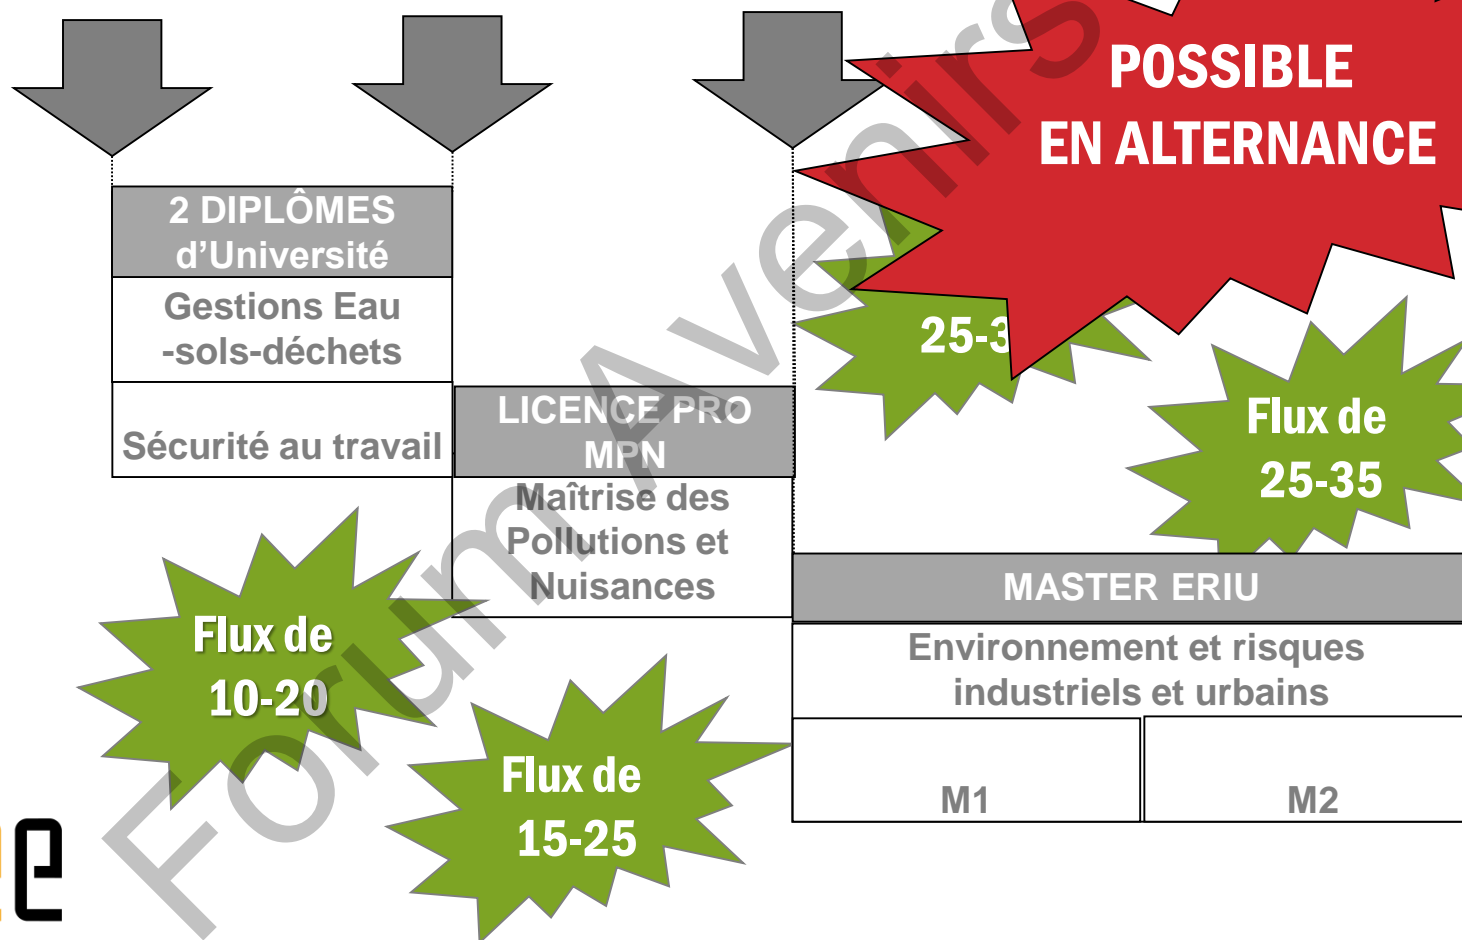 POSSIBLE
EN ALTERNANCE
2 DIPLÔMES
d’Université
Gestions Eau
-sols-déchets
Sécurité au travail
LICENCE PRO
MPN
Maîtrise des
Pollutions et
Nuisances
25-3
Flux de
25-35
MASTER ERIU
Environnement et risques
industriels et urbains
M1
M2
Flux de
10-20
Flux de
15-25
Forum Avenirs